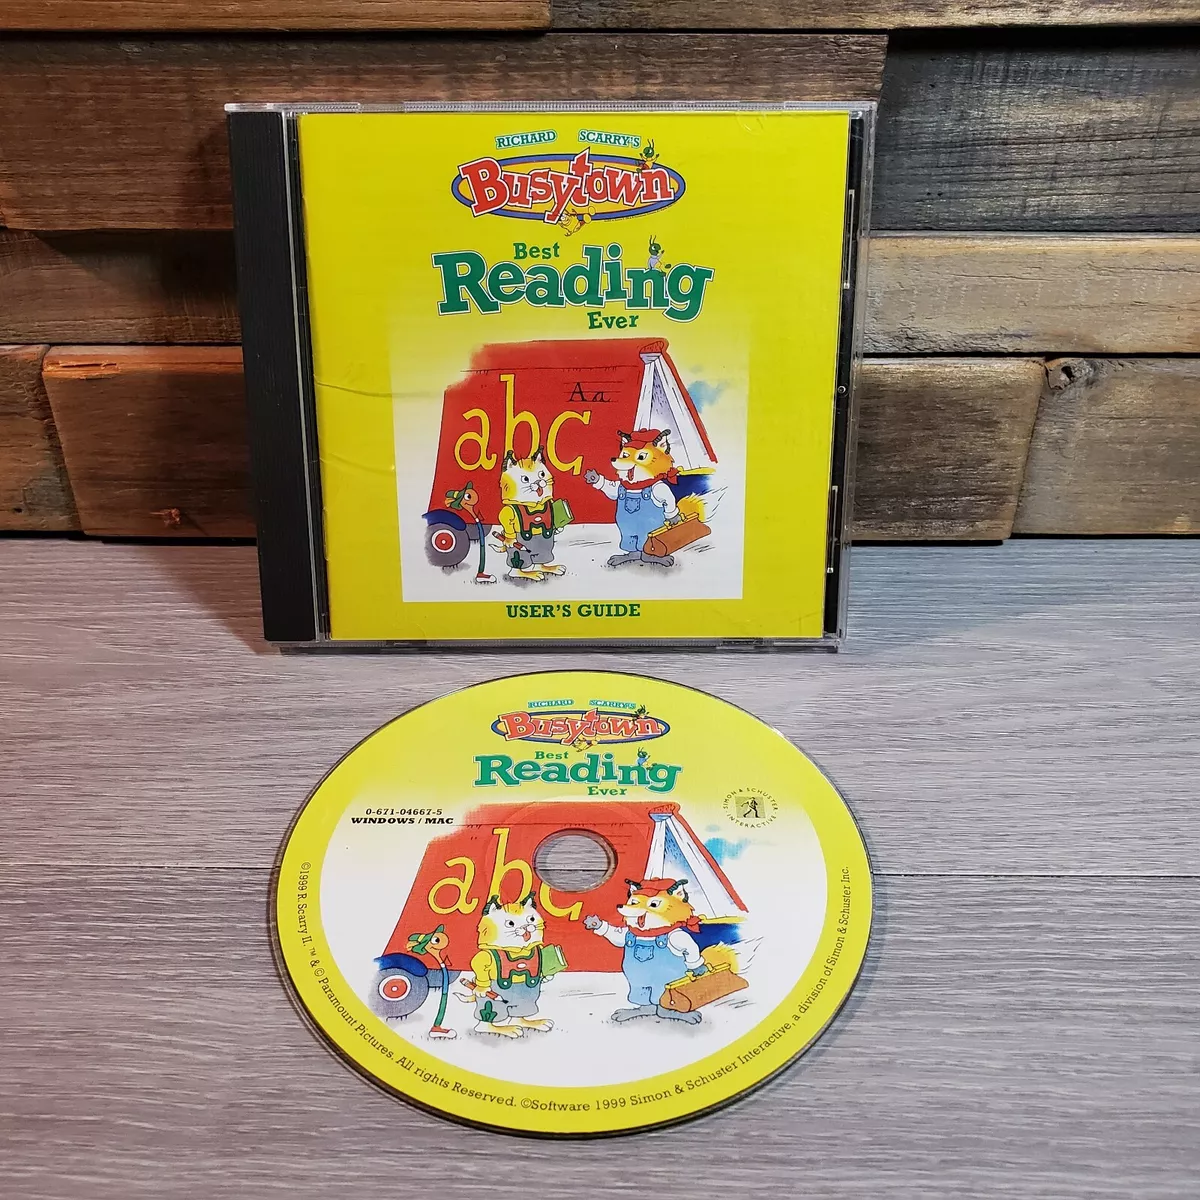 RICHARD SCARRY'S
Busytown
Best
Reading
Ever
Aa
abc
USER'S GUIDE
RICHARD SCARRY'S
Busytown
Best
Reading
Ever
0-671-04667-5
WINDOWS / MAC
SIMON & SCHUSTER
INTERACTIVE
abc
©1999 R. Scarry II. ™ & © Paramount Pictures. All rights Reserved. ©Software 1999 Simon & Schuster Interactive, a division of Simon & Schuster Inc.